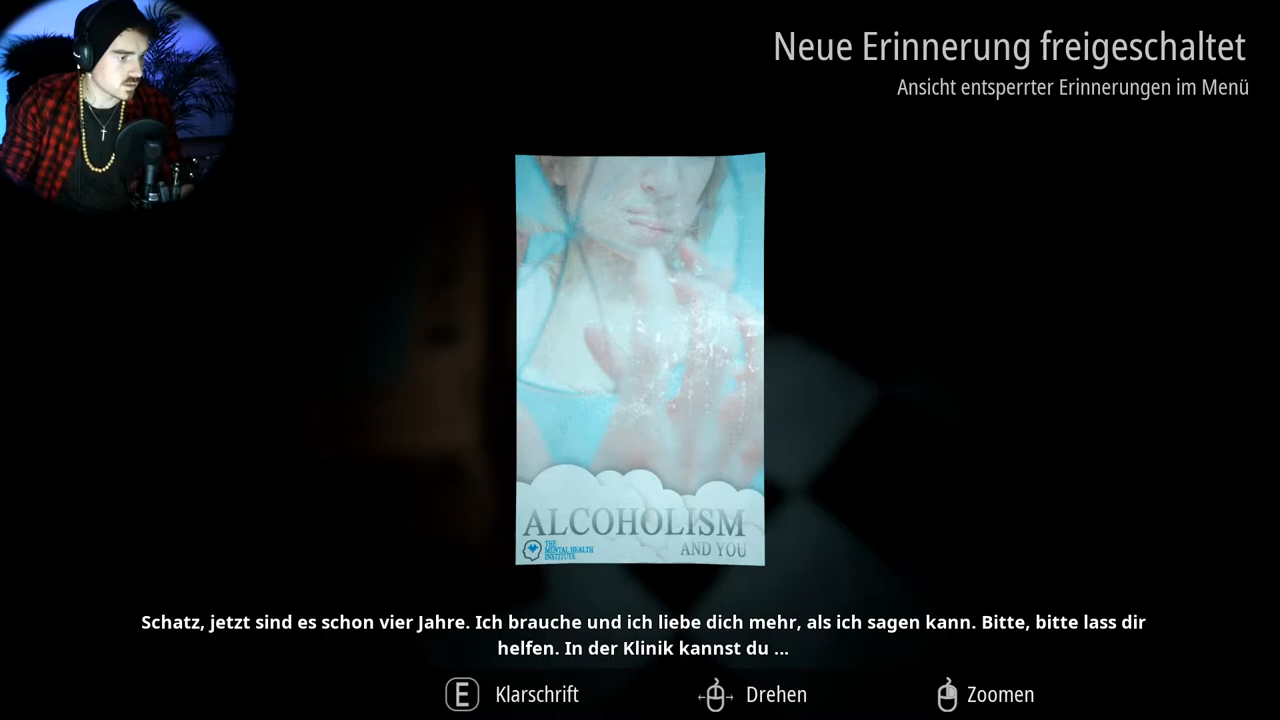 Neue Erinnerung freigeschaltet
Ansicht entsperrter Erinnerungen im Menü
ALCOHOLISM
AND YOU
THE
MENTAL HEALTH
INSTITUTE
Schatz, jetzt sind es schon vier Jahre. Ich brauche und ich liebe dich mehr, als ich sagen kann. Bitte, bitte lass dir
helfen. In der Klinik kannst du ...
E Klarschrift Drehen Zoomen